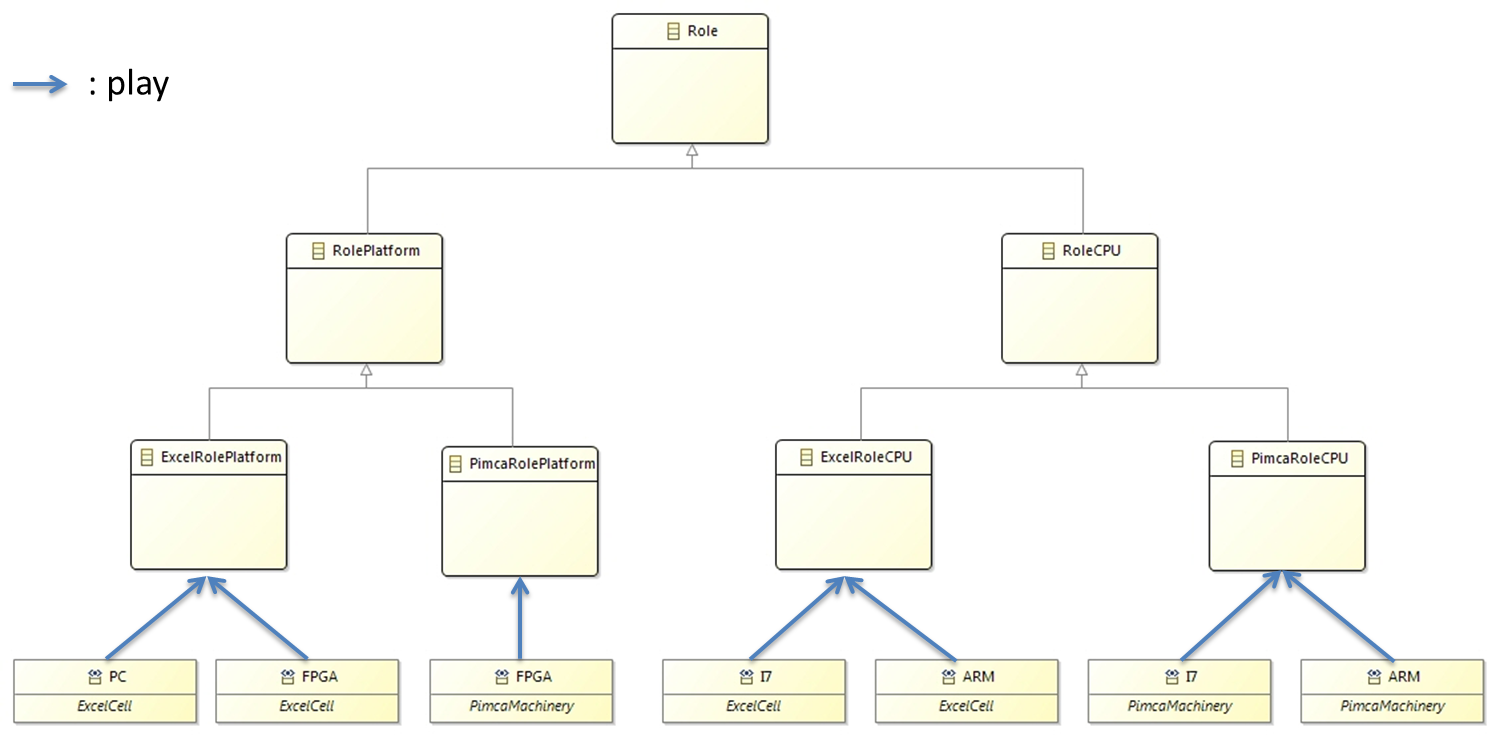 Role
: play
RolePlatform
RoleCPU
ExcelRolePlatform
PimcaRolePlatform
ExcelRoleCPU
PimcaRoleCPU
PC
ExcelCell
FPGA
ExcelCell
FPGA
PimcaMachinery
I7
ExcelCell
ARM
ExcelCell
I7
PimcaMachinery
ARM
PimcaMachinery